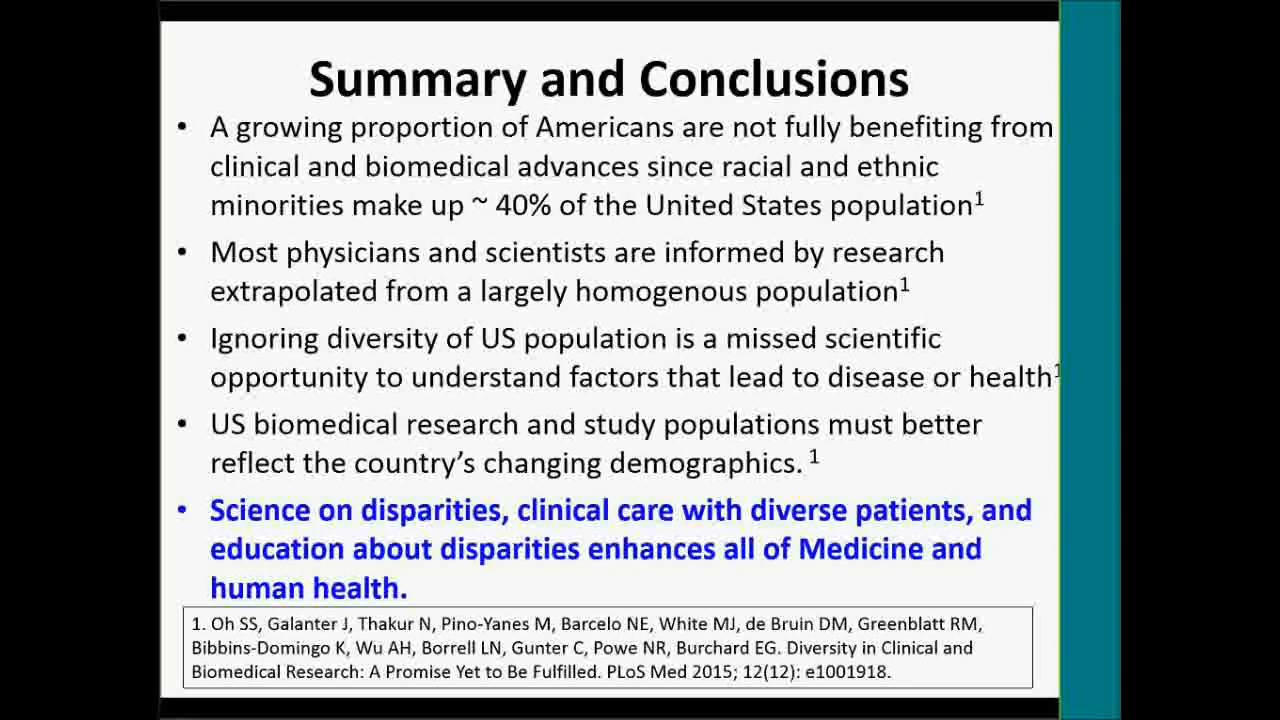 Summary and Conclusions
• A growing proportion of Americans are not fully benefiting from
clinical and biomedical advances since racial and ethnic
minorities make up ~ 40% of the United States population1
• Most physicians and scientists are informed by research
extrapolated from a largely homogenous population1
• Ignoring diversity of US population is a missed scientific
opportunity to understand factors that lead to disease or health1
• US biomedical research and study populations must better
reflect the country's changing demographics. 1
• Science on disparities, clinical care with diverse patients, and
education about disparities enhances all of Medicine and
human health.
1. Oh SS, Galanter J, Thakur N, Pino-Yanes M, Barcelo NE, White MJ, de Bruin DM, Greenblatt RM,
Bibbins-Domingo K, Wu AH, Borrell LN, Gunter C, Powe NR, Burchard EG. Diversity in Clinical and
Biomedical Research: A Promise Yet to Be Fulfilled. PLoS Med 2015; 12(12): e1001918.